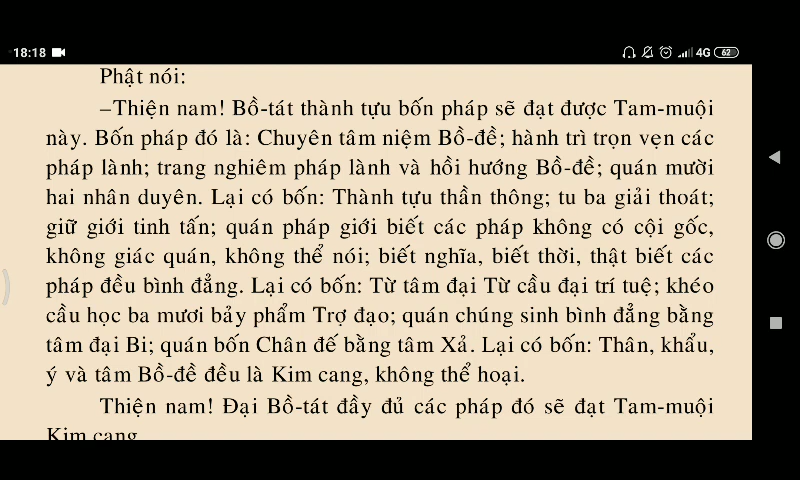 18:18
4G 62
Phật nói:
–Thiện nam! Bồ-tát thành tựu bốn pháp sẽ đạt được Tam-muội
này. Bốn pháp đó là: Chuyên tâm niệm Bồ-đề; hành trì trọn vẹn các
pháp lành; trang nghiêm pháp lành và hồi hướng Bồ-đề; quán mười
hai nhân duyên. Lại có bốn: Thành tựu thần thông; tu ba giải thoát;
giữ giới tinh tấn; quán pháp giới biết các pháp không có cội gốc,
không giác quán, không thể nói; biết nghĩa, biết thời, thật biết các
pháp đều bình đẳng. Lại có bốn: Từ tâm đại Từ cầu đại trí tuệ; khéo
cầu học ba mươi bảy phẩm Trợ đạo; quán chúng sinh bình đẳng bằng
tâm đại Bi; quán bốn Chân đế bằng tâm Xả. Lại có bốn: Thân, khẩu,
ý và tâm Bồ-đề đều là Kim cang, không thể hoại.
Thiện nam! Đại Bồ-tát đầy đủ các pháp đó sẽ đạt Tam-muội
Kim cang